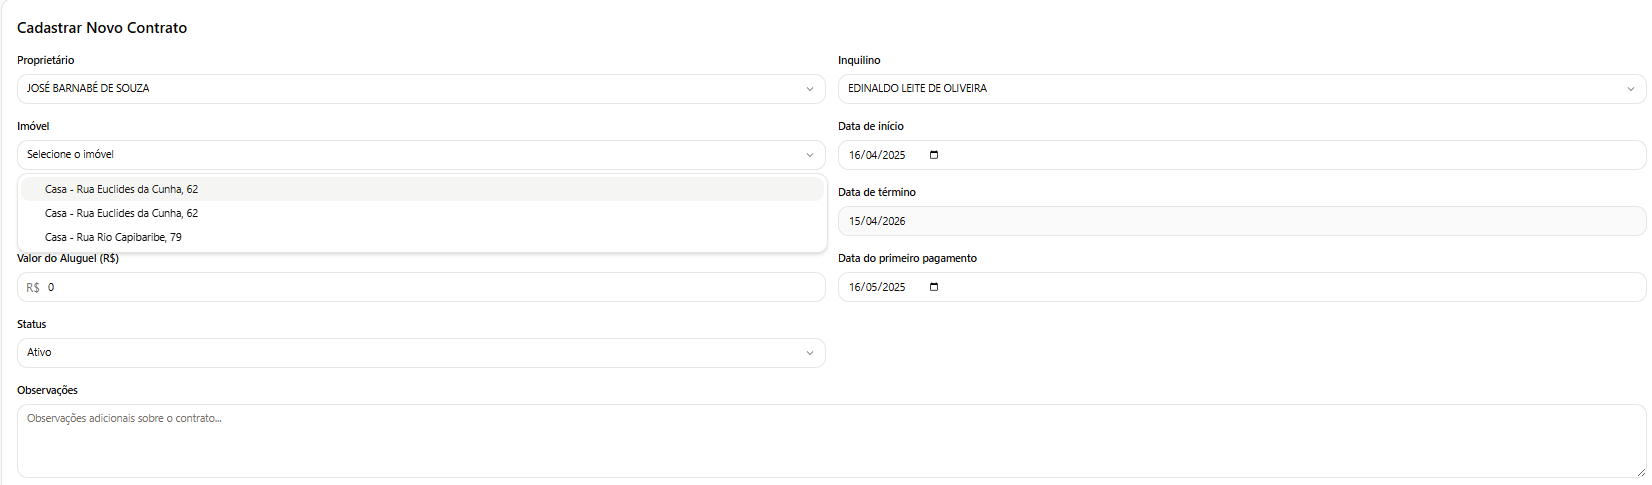 Cadastrar Novo Contrato
Proprietário
JOSÉ BARNABÉ DE SOUZA
Inquilino
EDINALDO LEITE DE OLIVEIRA
Imóvel
Selecione o imóvel
Casa - Rua Euclides da Cunha, 62
Casa - Rua Euclides da Cunha, 62
Casa - Rua Rio Capibaribe, 79
Data de início
16/04/2025
Data de término
15/04/2026
Valor do Aluguel (R$)
R$ 0
Data do primeiro pagamento
16/05/2025
Status
Ativo
Observações
Observações adicionais sobre o contrato...